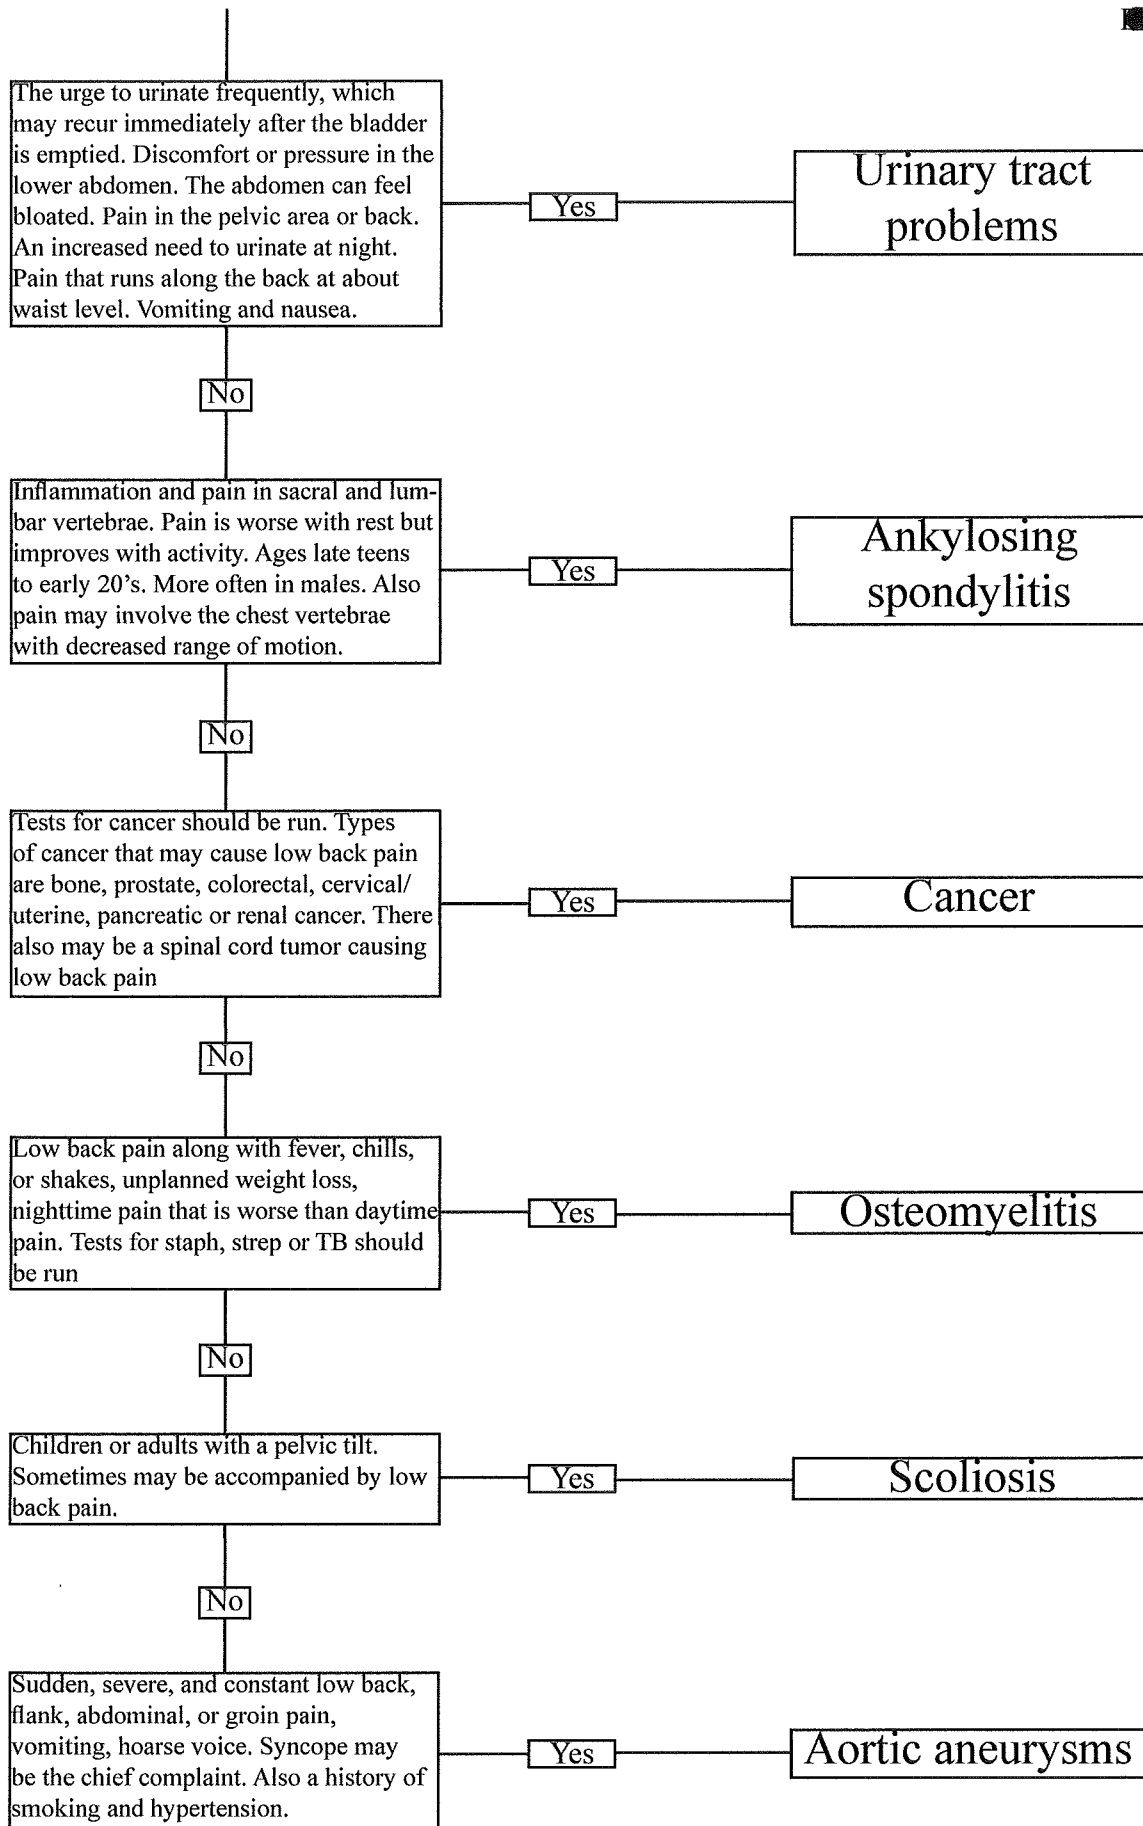 The urge to urinate frequently, which
may recur immediately after the bladder
is emptied. Discomfort or pressure in the
lower abdomen. The abdomen can feel
bloated. Pain in the pelvic area or back.
An increased need to urinate at night.
Pain that runs along the back at about
waist level. Vomiting and nausea.
Yes
Urinary tract
problems
No
Inflammation and pain in sacral and lum-
bar vertebrae. Pain is worse with rest but
improves with activity. Ages late teens
to early 20’s. More often in males. Also
pain may involve the chest vertebrae
with decreased range of motion.
Yes
Ankylosing
spondylitis
No
Tests for cancer should be run. Types
of cancer that may cause low back pain
are bone, prostate, colorectal, cervical/
uterine, pancreatic or renal cancer. There
also may be a spinal cord tumor causing
low back pain
Yes
Cancer
No
Low back pain along with fever, chills,
or shakes, unplanned weight loss,
nighttime pain that is worse than daytime
pain. Tests for staph, strep or TB should
be run
Yes
Osteomyelitis
No
Children or adults with a pelvic tilt.
Sometimes may be accompanied by low
back pain.
Yes
Scoliosis
No
Sudden, severe, and constant low back,
flank, abdominal, or groin pain,
vomiting, hoarse voice. Syncope may
be the chief complaint. Also a history of
smoking and hypertension.
Yes
Aortic aneurysms